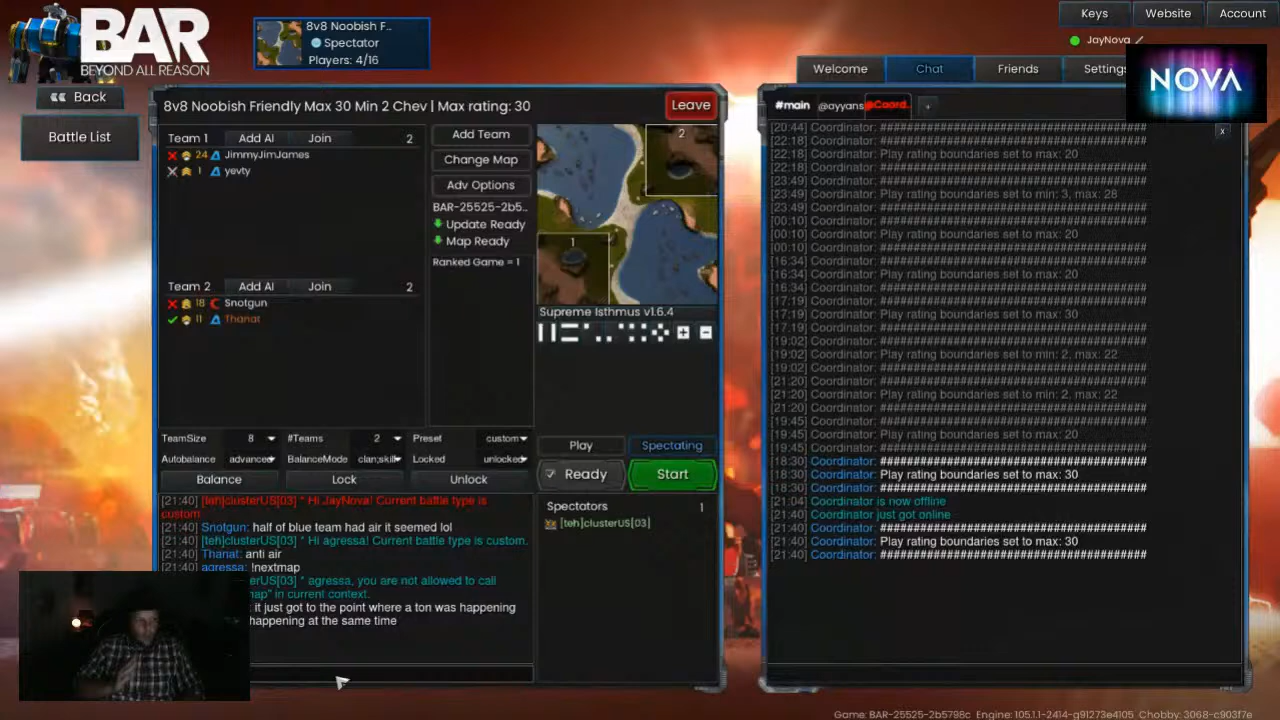 BAR
BEYOND ALL REASON
8v8 Noobish F..
Spectator
Players: 4/16
Keys
Website
Account
JayNova
NOVA
Back
Battle List
Welcome
Chat
Friends
Settings
8v8 Noobish Friendly Max 30 Min 2 Chev | Max rating: 30
Leave
Team 1 Add AI Join 2
24 JimmyJimJames
1 yevty
Team 2 Add AI Join 2
18 Snotgun
11 Thanat
Add Team
Change Map
Adv Options
BAR-25525-2b5..
Update Ready
Map Ready
Ranked Game = 1
2
1
Supreme Isthmus v1.6.4
TeamSize 8 #Teams 2 Preset custom
Autobalance advanced BalanceMode clan;skill Locked unlocked
Balance
Lock
Unlock
Play
Spectating
Ready
Start
[21:40] [teh]clusterUS[03] * Hi JayNova! Current battle type is
custom
[21:40] Snotgun: half of blue team had air it seemed lol
[21:40] [teh]clusterUS[03] * Hi agressa! Current battle type is custom.
[21:40] Thanat: anti air
[21:40] agressa: !nextmap
erUS[03] * agressa, you are not allowed to call
map" in current context.
it just got to the point where a ton was happening
happening at the same time
Spectators 1
[teh]clusterUS[03]
#main @ayyans @Coord.. +
x
[20:44] Coordinator: ########################################
[22:18] Coordinator: ########################################
[22:18] Coordinator: Play rating boundaries set to max: 20
[22:18] Coordinator: ########################################
[23:49] Coordinator: ########################################
[23:49] Coordinator: Play rating boundaries set to min: 3, max: 28
[23:49] Coordinator: ########################################
[00:10] Coordinator: ########################################
[00:10] Coordinator: Play rating boundaries set to max: 20
[00:10] Coordinator: ########################################
[16:34] Coordinator: ########################################
[16:34] Coordinator: Play rating boundaries set to max: 20
[16:34] Coordinator: ########################################
[17:19] Coordinator: ########################################
[17:19] Coordinator: Play rating boundaries set to max: 30
[17:19] Coordinator: ########################################
[19:02] Coordinator: ########################################
[19:02] Coordinator: Play rating boundaries set to min: 2, max: 22
[19:02] Coordinator: ########################################
[21:20] Coordinator: ########################################
[21:20] Coordinator: Play rating boundaries set to min: 2, max: 22
[21:20] Coordinator: ########################################
[19:45] Coordinator: ########################################
[19:45] Coordinator: Play rating boundaries set to max: 20
[19:45] Coordinator: ########################################
[18:30] Coordinator: ########################################
[18:30] Coordinator: Play rating boundaries set to max: 30
[18:30] Coordinator: ########################################
[21:04] Coordinator is now offline
[21:40] Coordinator just got online
[21:40] Coordinator: ########################################
[21:40] Coordinator: Play rating boundaries set to max: 30
[21:40] Coordinator: ########################################
Game: BAR-25525-2b5798c Engine: 105.1.1-2414-g91273e4105 Chobby: 3068-c903f7e